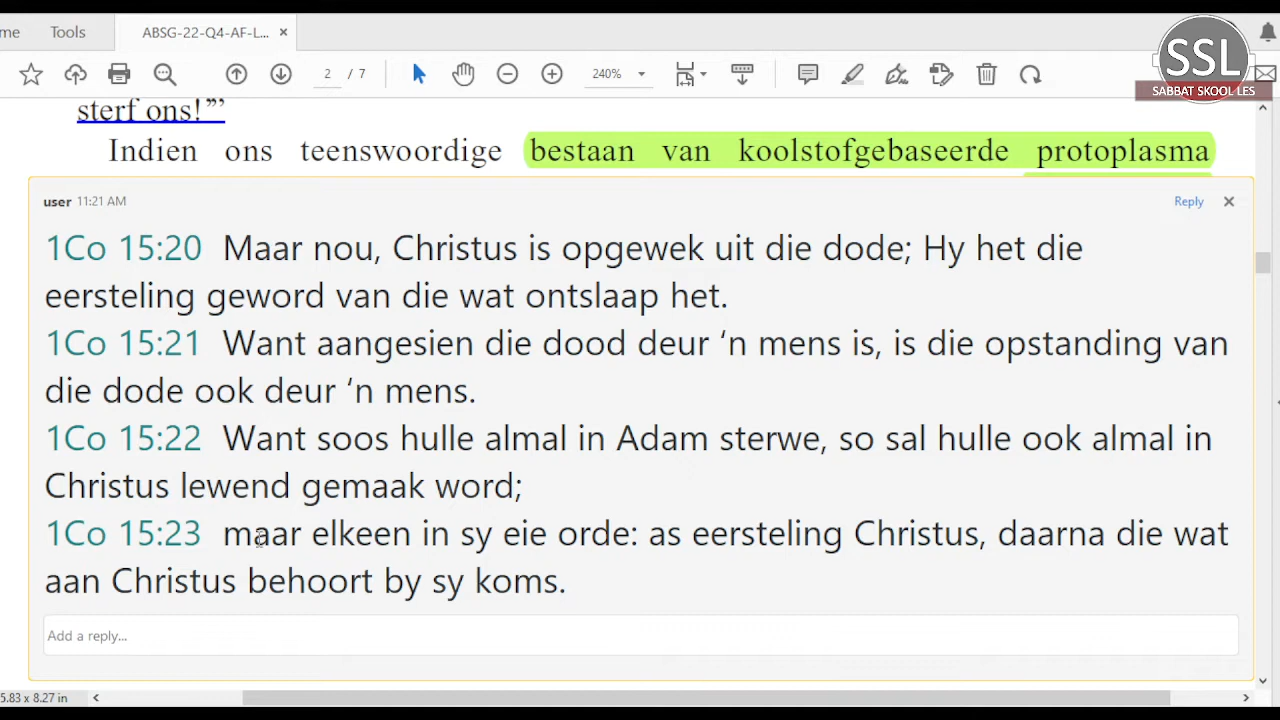 me Tools ABSG-22-Q4-AF-L... ×
2 / 7 240%
SSL
SABBAT SKOOL LES
sterf ons!’”
Indien ons teenswoordige bestaan van koolstofgebaseerde protoplasma
user 11:21 AM Reply ×
1Co 15:20 Maar nou, Christus is opgewek uit die dode; Hy het die
eersteling geword van die wat ontslaap het.
1Co 15:21 Want aangesien die dood deur ‘n mens is, is die opstanding van
die dode ook deur ‘n mens.
1Co 15:22 Want soos hulle almal in Adam sterwe, so sal hulle ook almal in
Christus lewend gemaak word;
1Co 15:23 maar elkeen in sy eie orde: as eersteling Christus, daarna die wat
aan Christus behoort by sy koms.
Add a reply...
5.83 x 8.27 in